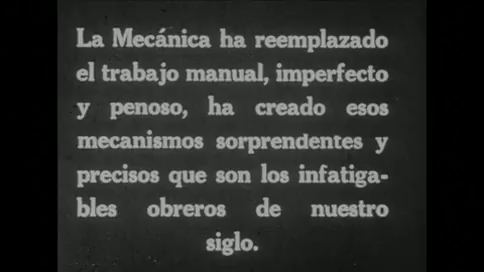 La Mecánica ha reemplazado
el trabajo manual, imperfecto
y penoso, ha creado esos
mecanismos sorprendentes y
precisos que son los infatiga-
bles obreros de nuestro
siglo.